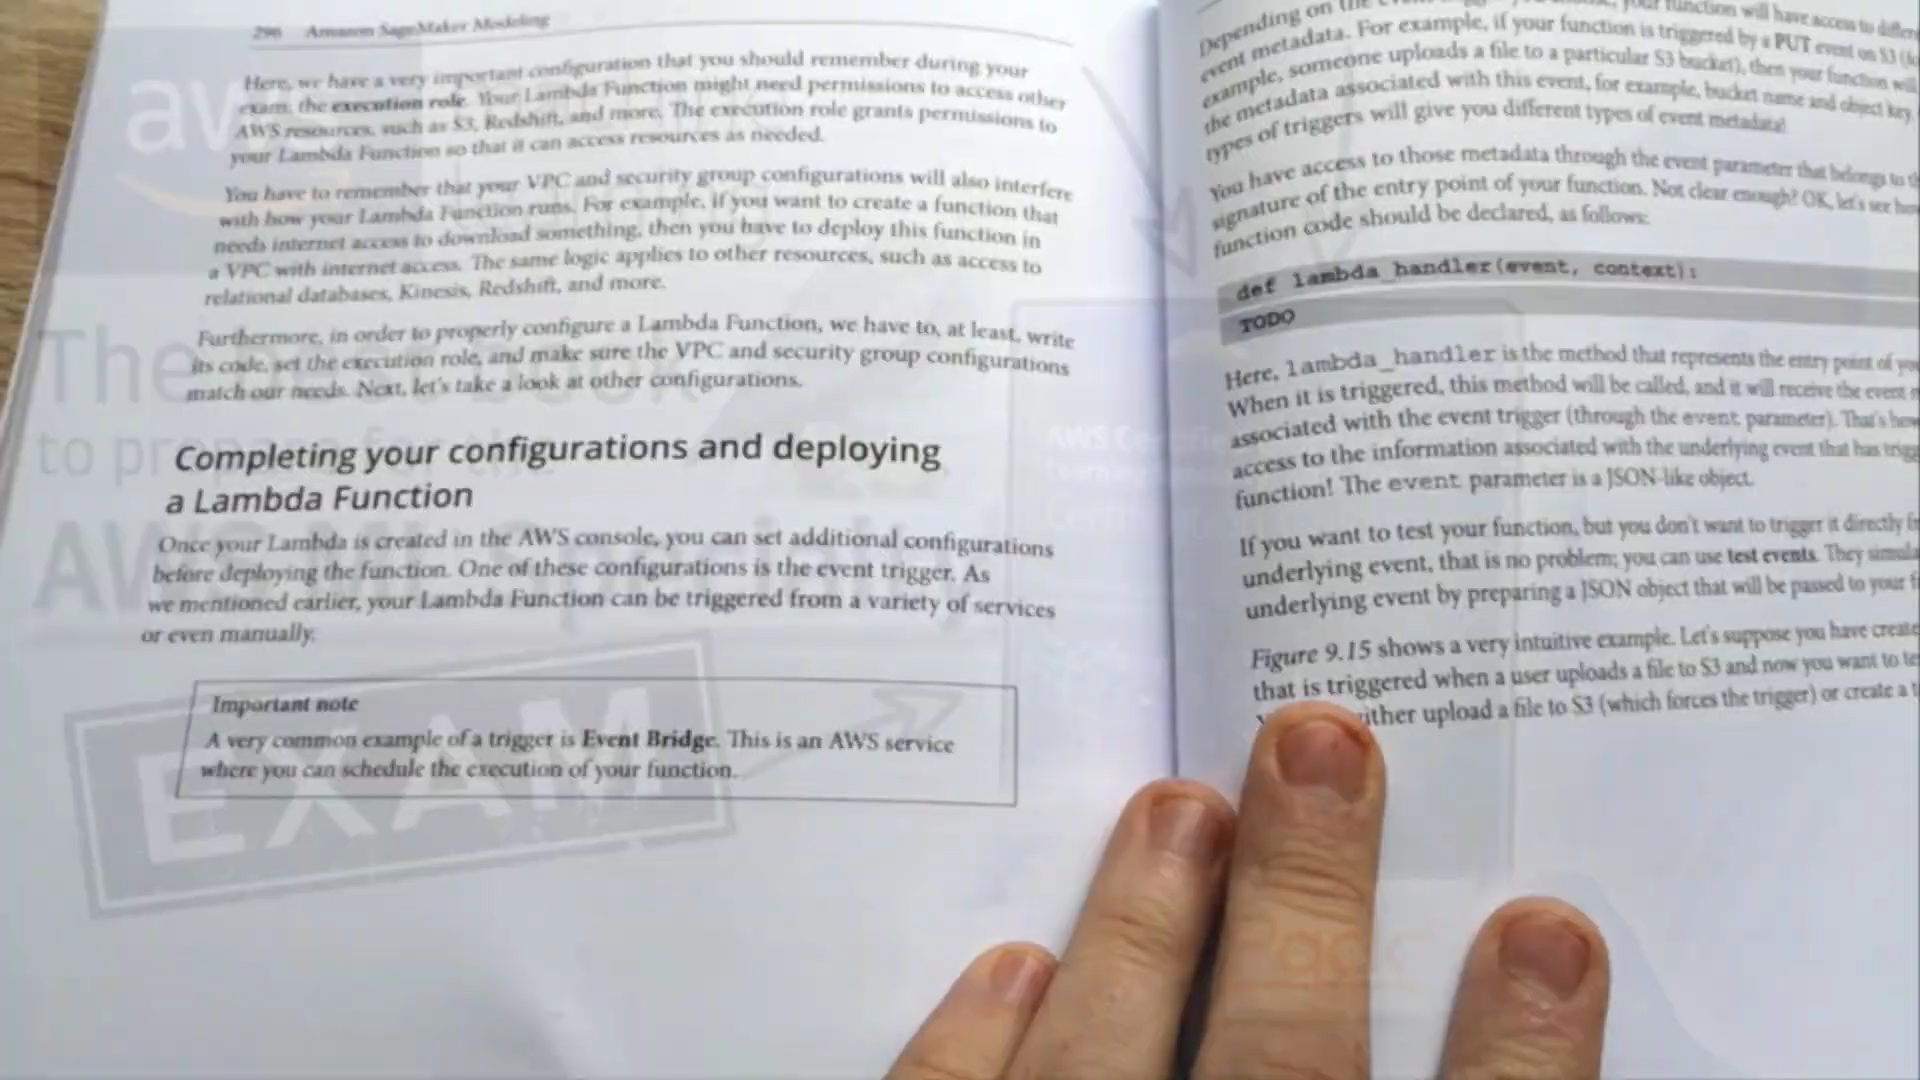 296 Amazon SageMaker Modeling
Here, we have a very important configuration that you should remember during your
exam: the execution role. Your Lambda Function might need permissions to access other
AWS resources, such as S3, Redshift, and more. The execution role grants permissions to
your Lambda Function so that it can access resources as needed.
You have to remember that your VPC and security group configurations will also interfere
with how your Lambda Function runs. For example, if you want to create a function that
needs internet access to download something, then you have to deploy this function in
a VPC with internet access. The same logic applies to other resources, such as access to
relational databases, Kinesis, Redshift, and more.
Furthermore, in order to properly configure a Lambda Function, we have to, at least, write
its code, set the execution role, and make sure the VPC and security group configurations
match our needs. Next, let's take a look at other configurations.
Completing your configurations and deploying
a Lambda Function
Once your Lambda is created in the AWS console, you can set additional configurations
before deploying the function. One of these configurations is the event trigger. As
we mentioned earlier, your Lambda Function can be triggered from a variety of services
or even manually.
Important note
A very common example of a trigger is Event Bridge. This is an AWS service
where you can schedule the execution of your function.
Depending on the event function will have access to
event metadata. For example, if your function is triggered by a PUT event on S3
example, someone uploads a file to a particular S3 bucket), then your function will
the metadata associated with this event, for example, bucket name and object key.
types of triggers will give you different types of event metadata!
You have access to those metadata through the event parameter that belongs to
signature of the entry point of your function. Not clear enough? OK, let's see
function code should be declared, as follows:
def lambda_handler(event, context):
TODO
Here, lambda_handler is the method that represents the entry point of
When it is triggered, this method will be called, and it will receive the event
associated with the event trigger (through the event parameter). That's how
access to the information associated with the underlying event that has
function! The event parameter is a JSON-like object.
If you want to test your function, but you don't want to trigger it directly
underlying event, that is no problem; you can use test events. They
underlying event by preparing a JSON object that will be passed to your
Figure 9.15 shows a very intuitive example. Let's suppose you have
that is triggered when a user uploads a file to S3 and now you want to
upload a file to S3 (which forces the trigger) or create a
aws
The
to
EXAM